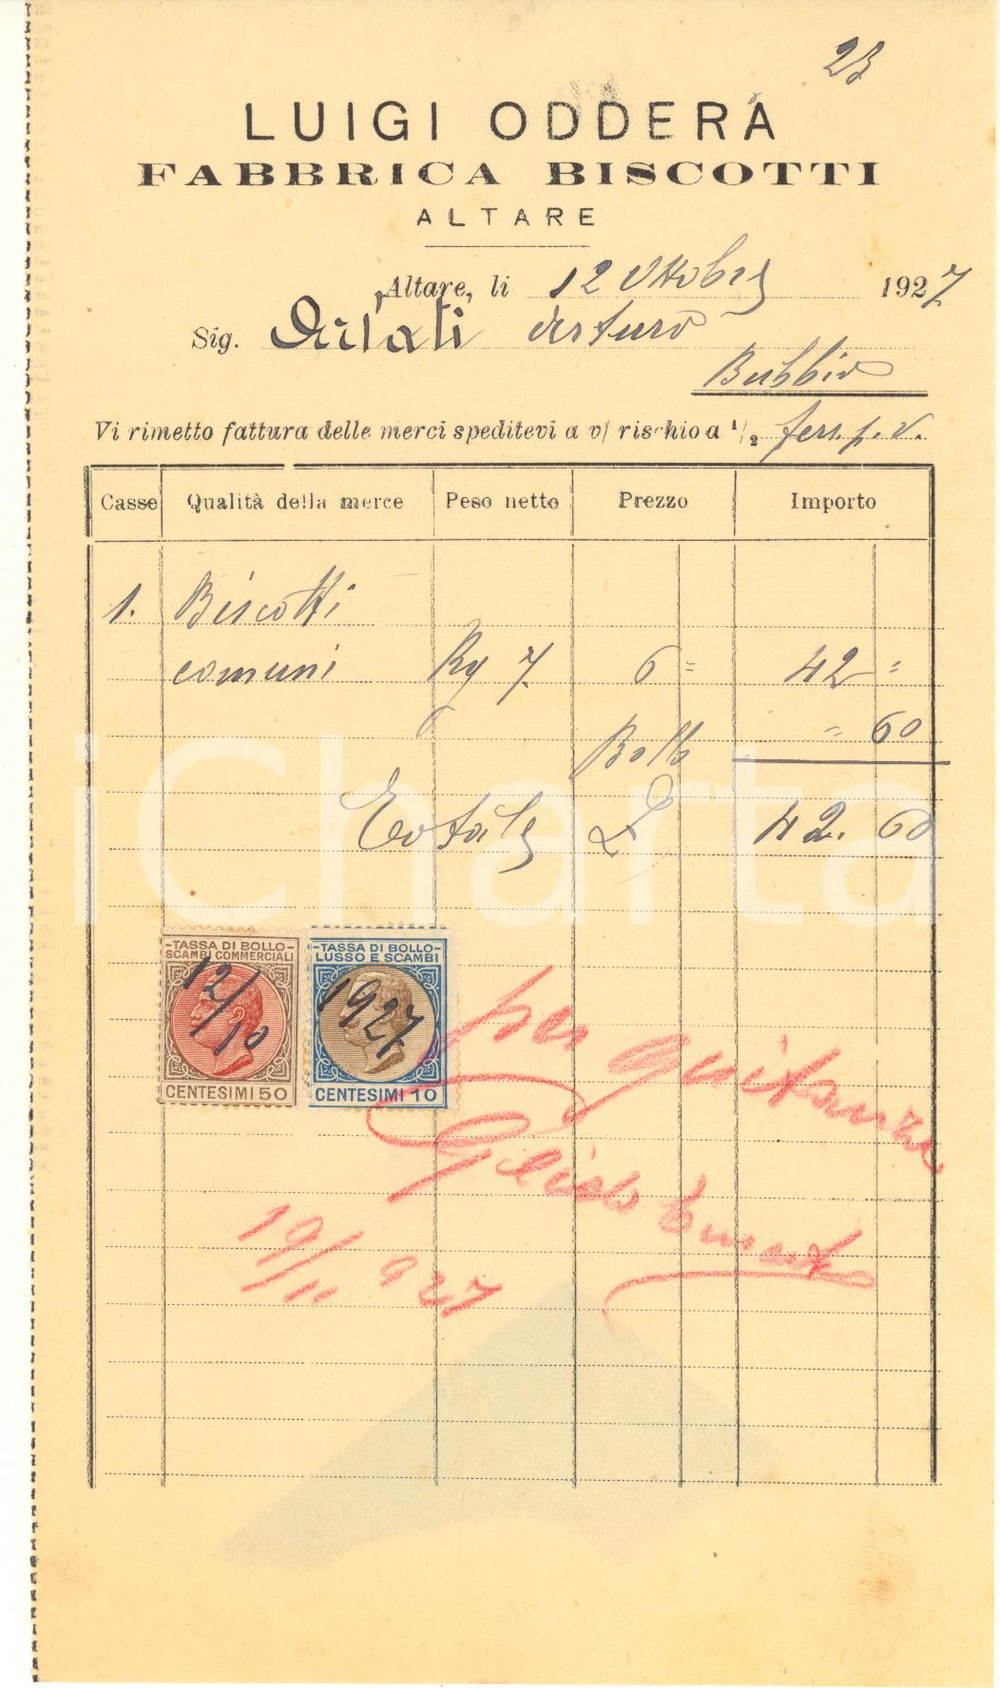 23
LUIGI ODDERA
FABBRICA BISCOTTI
ALTARE
Altare, li 12 Ottobre 1927
Sig. Arturo
Bubbio
Vi rimetto fattura delle merci speditevi a v/ rischio a 1/2 ferr. p. v.
Casse Qualità della merce Peso netto Prezzo Importo
1. Biscotti
comuni Kg 7 6 = 42 =
Bollo = 60
Totale L 42. 60
iCharta
-TASSA DI BOLLO- -TASSA DI BOLLO-
SCAMBI COMMERCIALI LUSSO E SCAMBI
12/10 1927
CENTESIMI 50 CENTESIMI 10
per quitanza
19/11 927